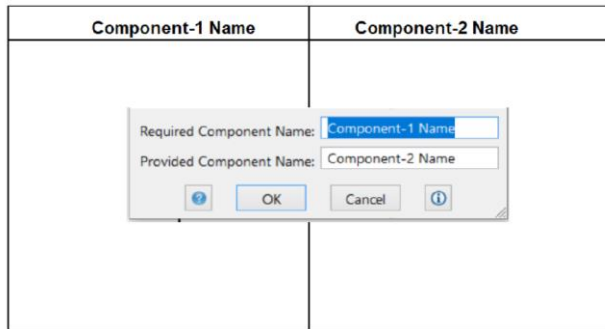 Component-1 Name Component-2 Name
Required Component Name: Component-1 Name
Provided Component Name: Component-2 Name
OK Cancel